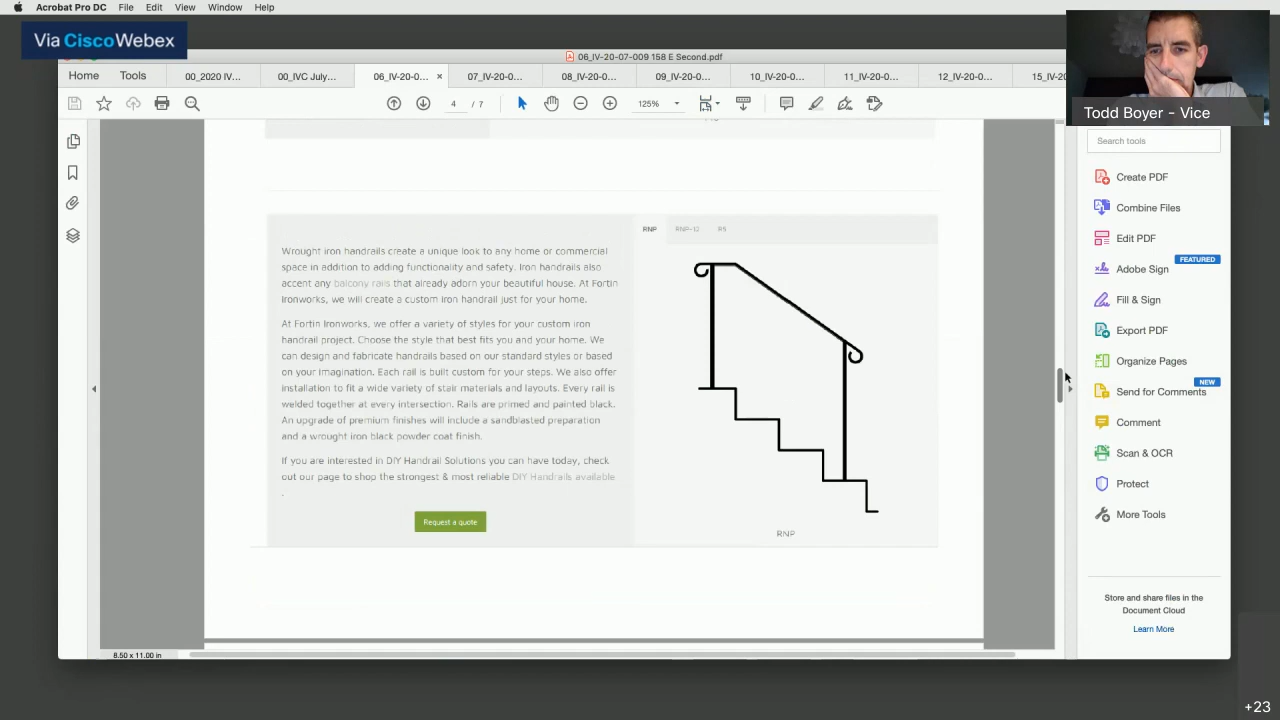 Acrobat Pro DC File Edit View Window Help
Via Cisco Webex
06_IV-20-07-009 158 E Second.pdf
Home Tools 00_2020 IV... 00_IVC July... 06_IV-20-0... × 07_IV-20-0... 08_IV-20-0... 09_IV-20-0... 10_IV-20-0... 11_IV-20-0... 12_IV-20-0... 15_IV-20
4 / 7 125%
Todd Boyer - Vice
Search tools
Create PDF
Combine Files
Edit PDF
FEATURED
Adobe Sign
Fill & Sign
Export PDF
Organize Pages
NEW
Send for Comments
Comment
Scan & OCR
Protect
More Tools
Store and share files in the
Document Cloud
Learn More
Wrought iron handrails create a unique look to any home or commercial
space in addition to adding functionality and safety. Iron handrails also
accent any balcony rails that already adorn your beautiful house. At Fortin
Ironworks, we will create a custom iron handrail just for your home.
At Fortin Ironworks, we offer a variety of styles for your custom iron
handrail project. Choose the style that best fits you and your home. We
can design and fabricate handrails based on our standard styles or based
on your imagination. Each rail is built custom for your steps. We also offer
installation to fit a wide variety of stair materials and layouts. Every rail is
welded together at every intersection. Rails are primed and painted black.
An upgrade of premium finishes will include a sandblasted preparation
and a wrought iron black powder coat finish.
If you are interested in DIY Handrail Solutions you can have today, check
out our page to shop the strongest & most reliable DIY Handrails available
.
Request a quote
RNP RNP-12 RS
RNP
8.50 x 11.00 in
+23